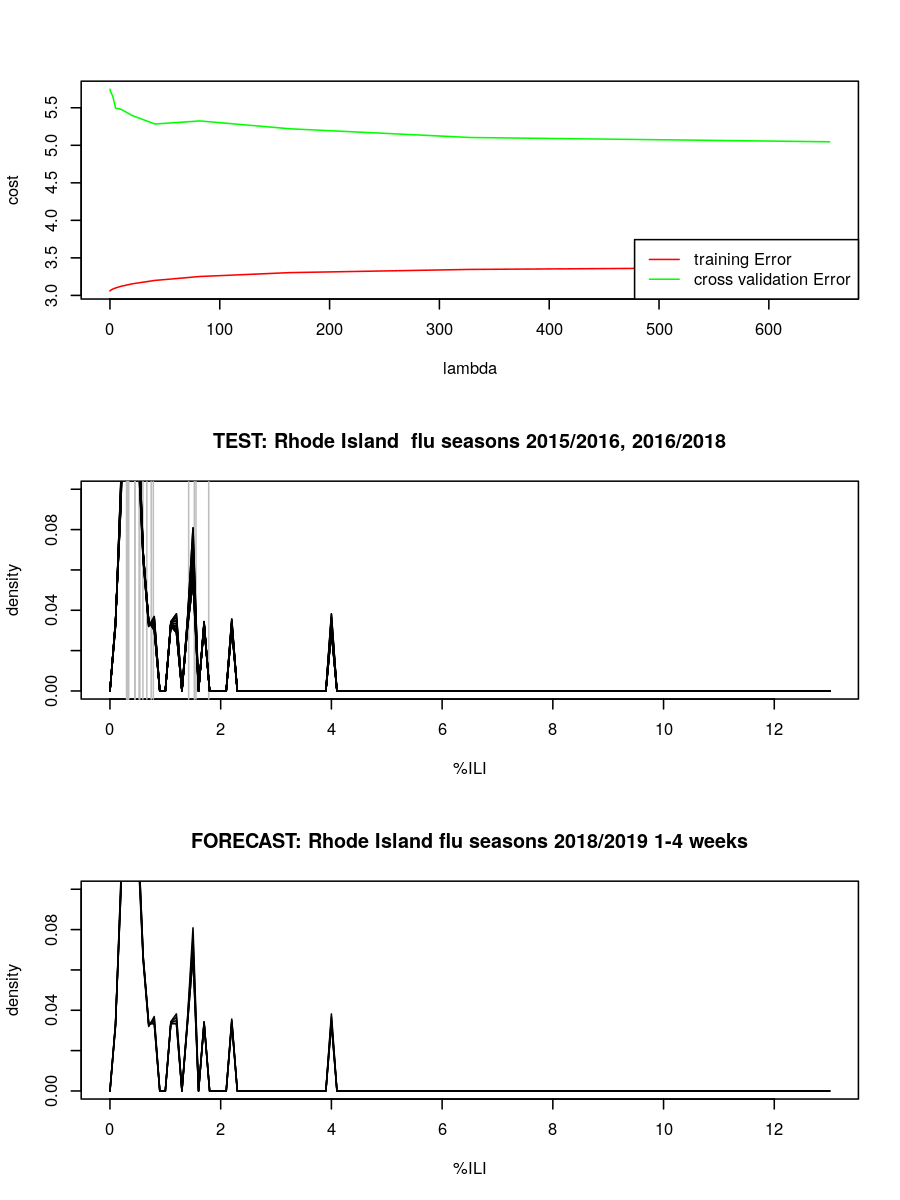 5.5
5.0
4.5
4.0
3.5
3.0
cost
training Error
cross validation Error
0 100 200 300 400 500 600
lambda
TEST: Rhode Island  flu seasons 2015/2016, 2016/2018
0.08
0.04
0.00
density
0 2 4 6 8 10 12
%ILI
FORECAST: Rhode Island flu seasons 2018/2019 1-4 weeks
0.08
0.04
0.00
density
0 2 4 6 8 10 12
%ILI